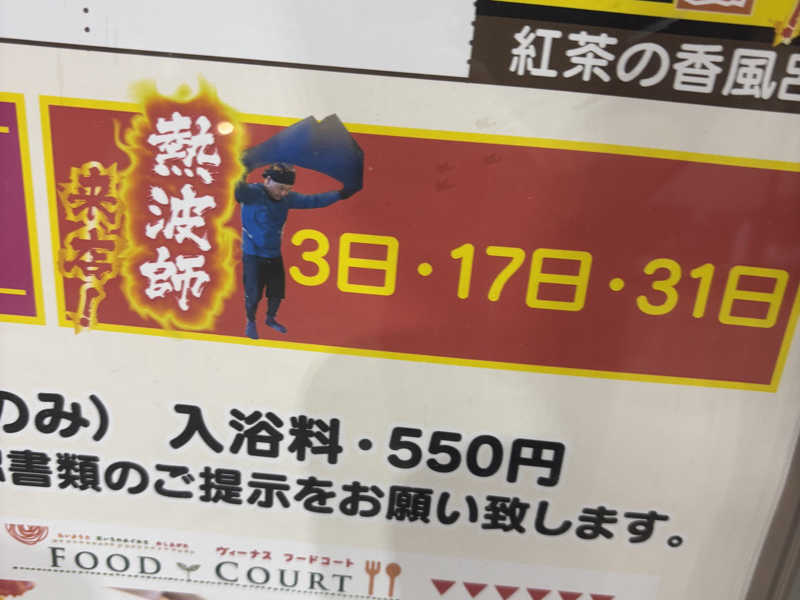 紅茶の香風呂
熱波師
来石!
3日・17日・31日
のみ） 入浴料・550円
書類のご提示をお願い致します。
ヴィーナス フードコート
FOOD COURT